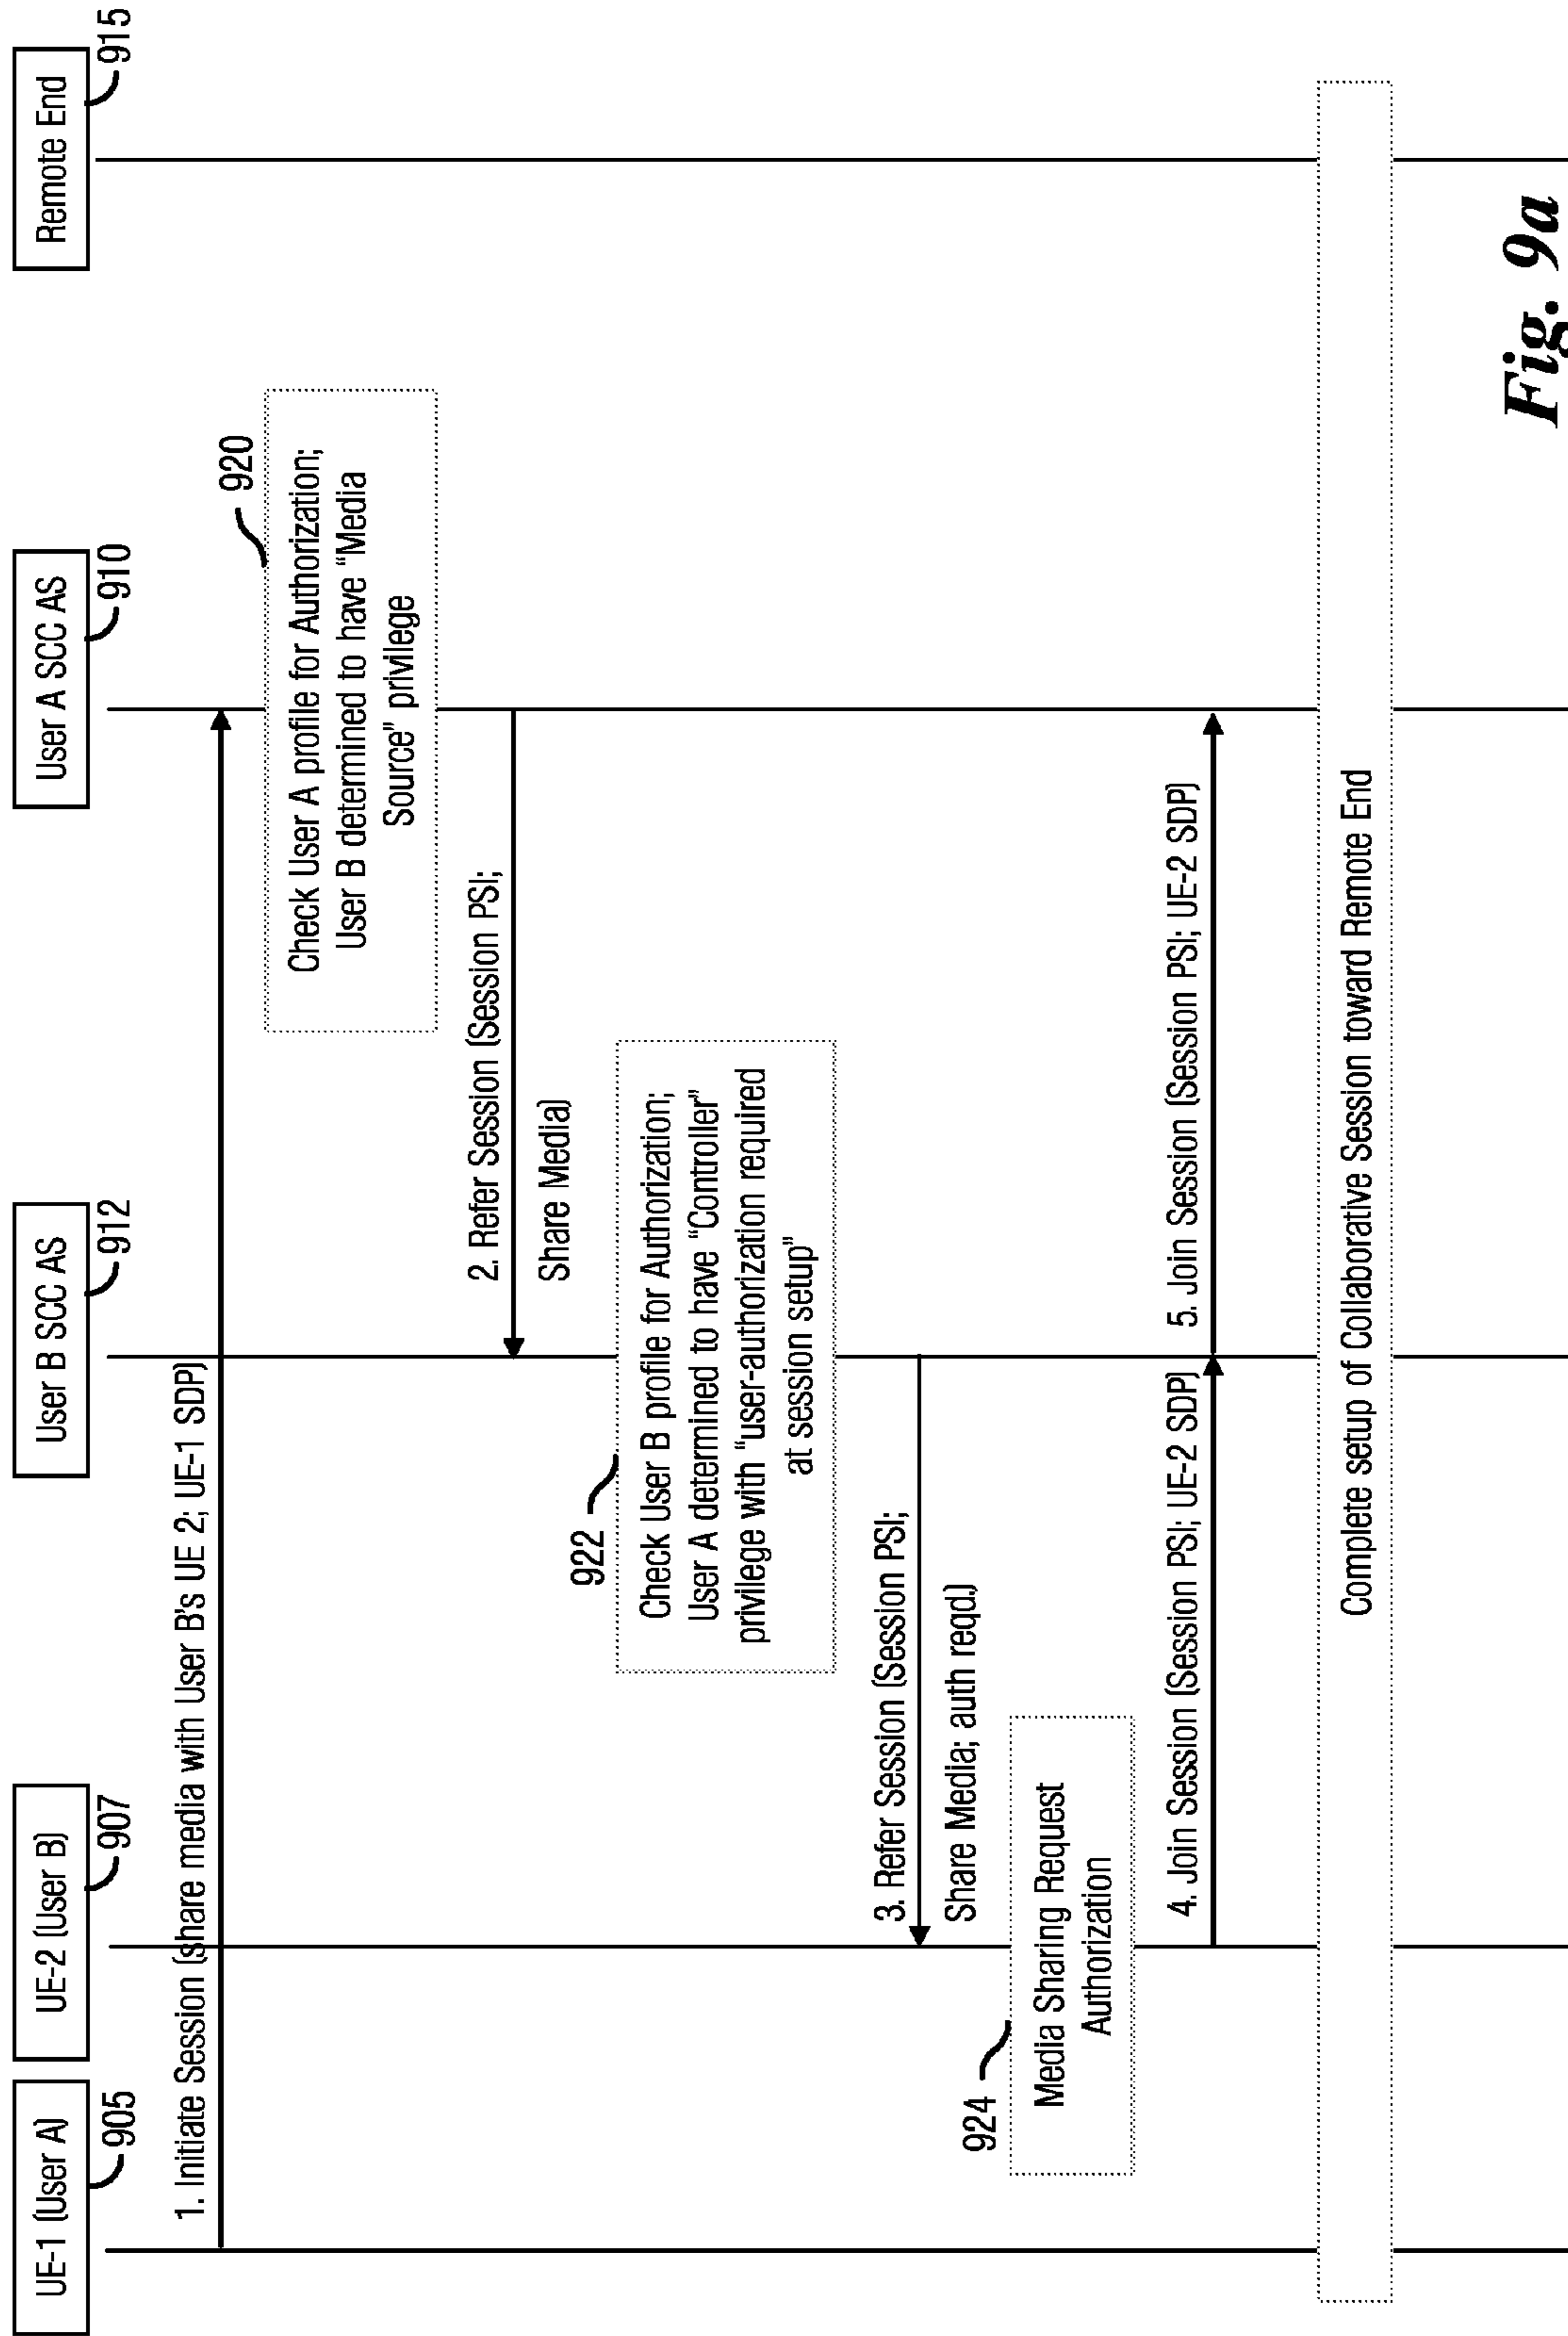 UE-1 (User A)
905
UE-2 (User B)
907
User B SCC AS
912
User A SCC AS
910
Remote End
915
1. Initiate Session (share media with User B's UE 2; UE-1 SDP)
920
Check User A profile for Authorization;
User B determined to have “Media
Source” privilege
2. Refer Session (Session PSI;
Share Media)
922
Check User B profile for Authorization;
User A determined to have “Controller”
privilege with “user-authorization required
at session setup”
3. Refer Session (Session PSI;
Share Media; auth reqd.)
924
Media Sharing Request
Authorization
4. Join Session (Session PSI; UE-2 SDP)
5. Join Session (Session PSI; UE-2 SDP)
Complete setup of Collaborative Session toward Remote End
Fig. 9a